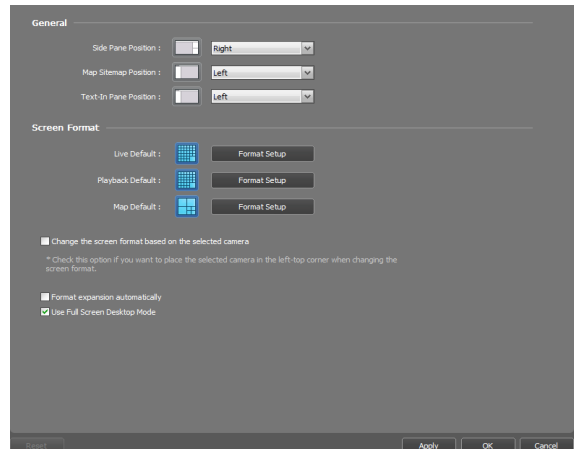 General
Side Pane Position :
Right
Map Sitemap Position :
Left
Text-In Pane Position :
Left
Screen Format
Live Default :
Format Setup
Playback Default :
Format Setup
Map Default :
Format Setup
Change the screen format based on the selected camera
* Check this option if you want to place the selected camera in the left-top corner when changing the
screen format.
Format expansion automatically
Use Full Screen Desktop Mode
Reset
Apply
OK
Cancel